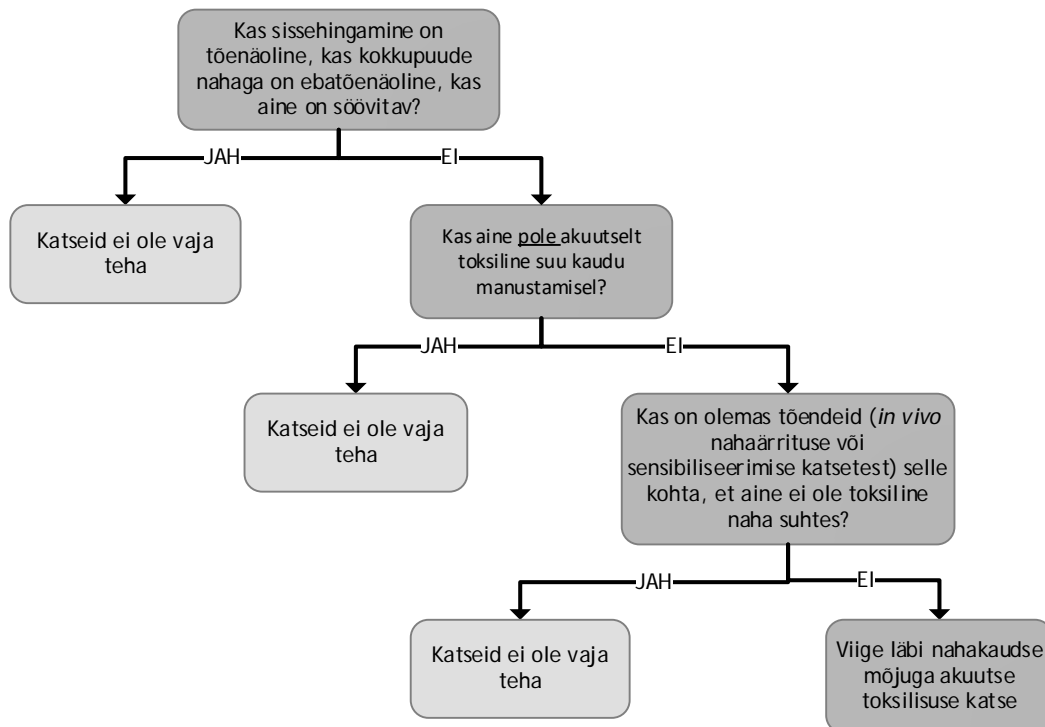 Kas sissehingamine on
tõenäoline, kas kokkupuude
nahaga on ebatõenäoline, kas
aine on söövitav?
JAH
EI
Katseid ei ole vaja
teha
Kas aine pole akuutselt
toksiline suu kaudu
manustamisel?
JAH
EI
Katseid ei ole vaja
teha
Kas on olemas tõendeid (in vivo
nahaärrituse või
sensibiliseerimise katsetest) selle
kohta, et aine ei ole toksiline
naha suhtes?
JAH
EI
Katseid ei ole vaja
teha
Viige läbi nahakaudse
mõjuga akuutse
toksilisuse katse